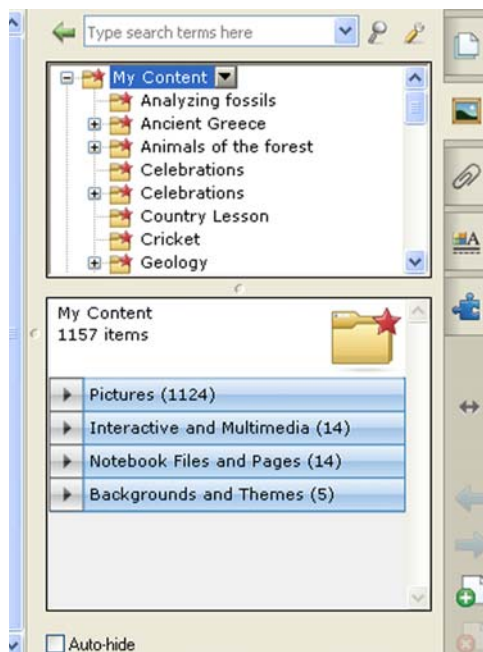 Type search terms here
My Content
Analyzing fossils
Ancient Greece
Animals of the forest
Celebrations
Celebrations
Country Lesson
Cricket
Geology
My Content
1157 items
Pictures (1124)
Interactive and Multimedia (14)
Notebook Files and Pages (14)
Backgrounds and Themes (5)
Auto-hide